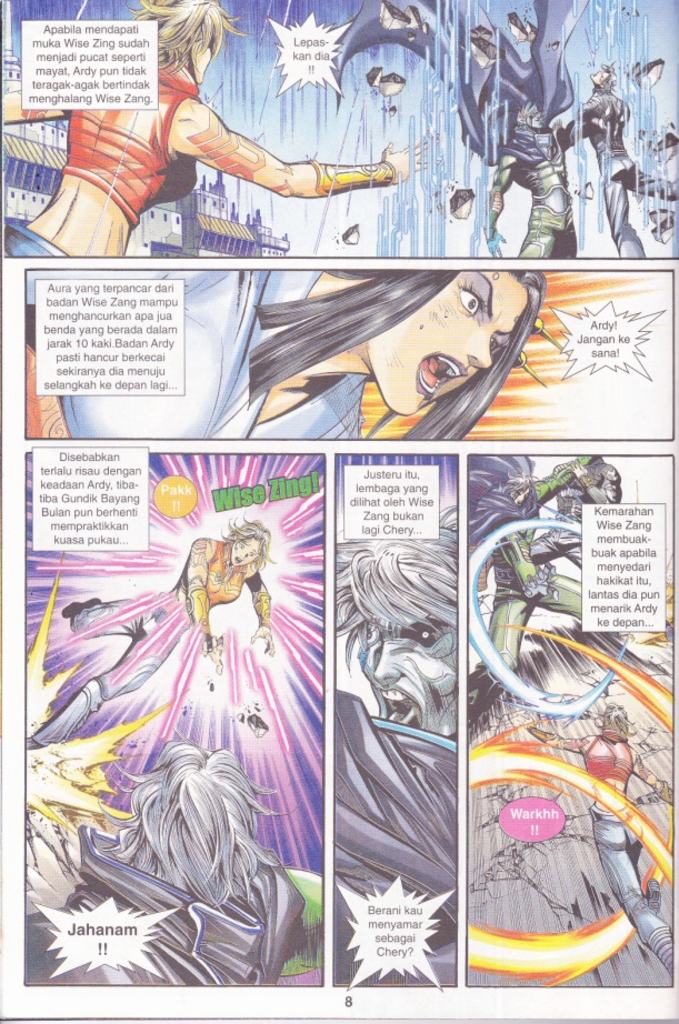 Apabila mendapati
muka Wise Zing sudah
menjadi pucat seperti
mayat, Ardy pun tidak
teragak-agak bertindak
menghalang Wise Zang.
Lepas-
kan dia
!!
Aura yang terpancar dari
badan Wise Zang mampu
menghancurkan apa jua
benda yang berada dalam
jarak 10 kaki.Badan Ardy
pasti hancur berkecai
sekiranya dia menuju
selangkah ke depan lagi...
Ardy!
Jangan ke
sana!
Disebabkan
terlalu risau dengan
keadaan Ardy, tiba-
tiba Gundik Bayang
Bulan pun berhenti
mempraktikkan
kuasa pukau...
Pakk
!!
Wise Zing!
Jahanam
!!
Justeru itu,
lembaga yang
dilihat oleh Wise
Zang bukan
lagi Chery...
Berani kau
menyamar
sebagai
Chery?
Kemarahan
Wise Zang
membuak-
buak apabila
menyedari
hakikat itu,
lantas dia pun
menarik Ardy
ke depan...
Warkhh
!!
8